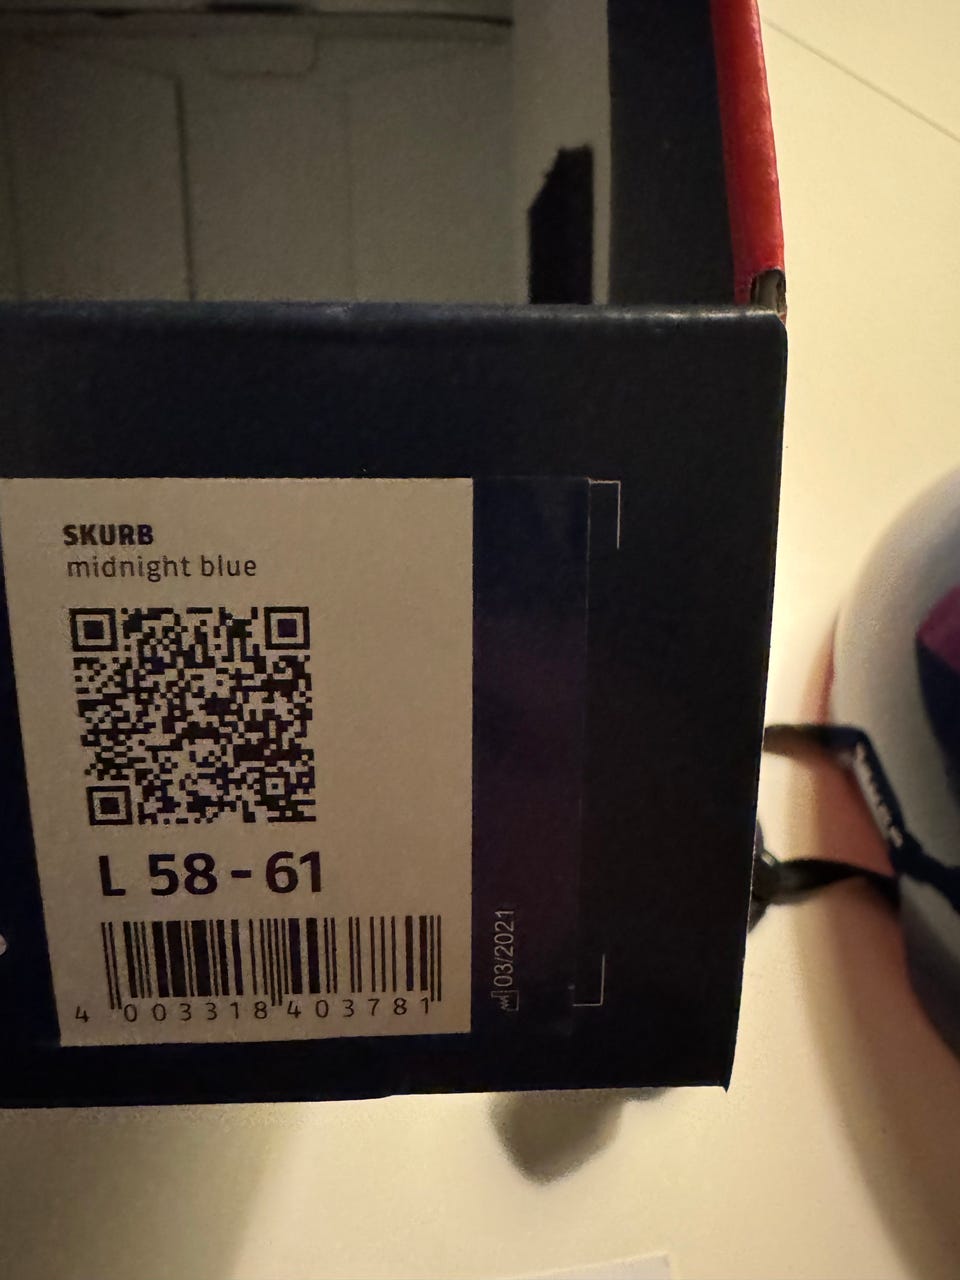 SKURB
midnight blue
L 58-61
03/2021
4 003318 403781